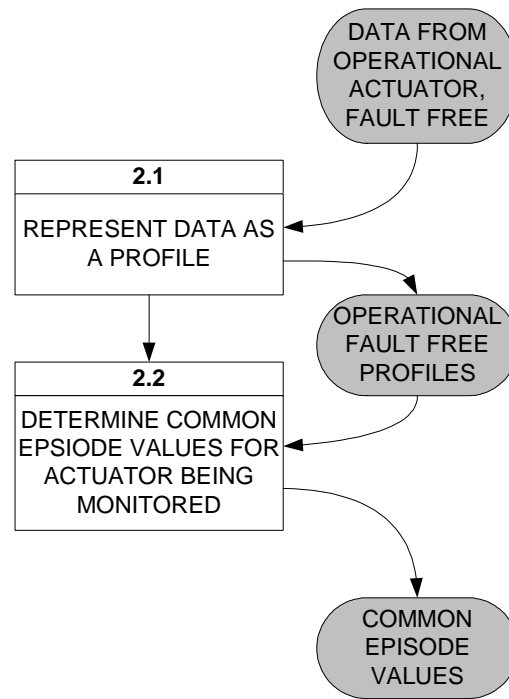 DATA FROM
OPERATIONAL
ACTUATOR,
FAULT FREE
2.1
REPRESENT DATA AS
A PROFILE
OPERATIONAL
FAULT FREE
PROFILES
2.2
DETERMINE COMMON
EPSIODE VALUES FOR
ACTUATOR BEING
MONITORED
COMMON
EPISODE
VALUES